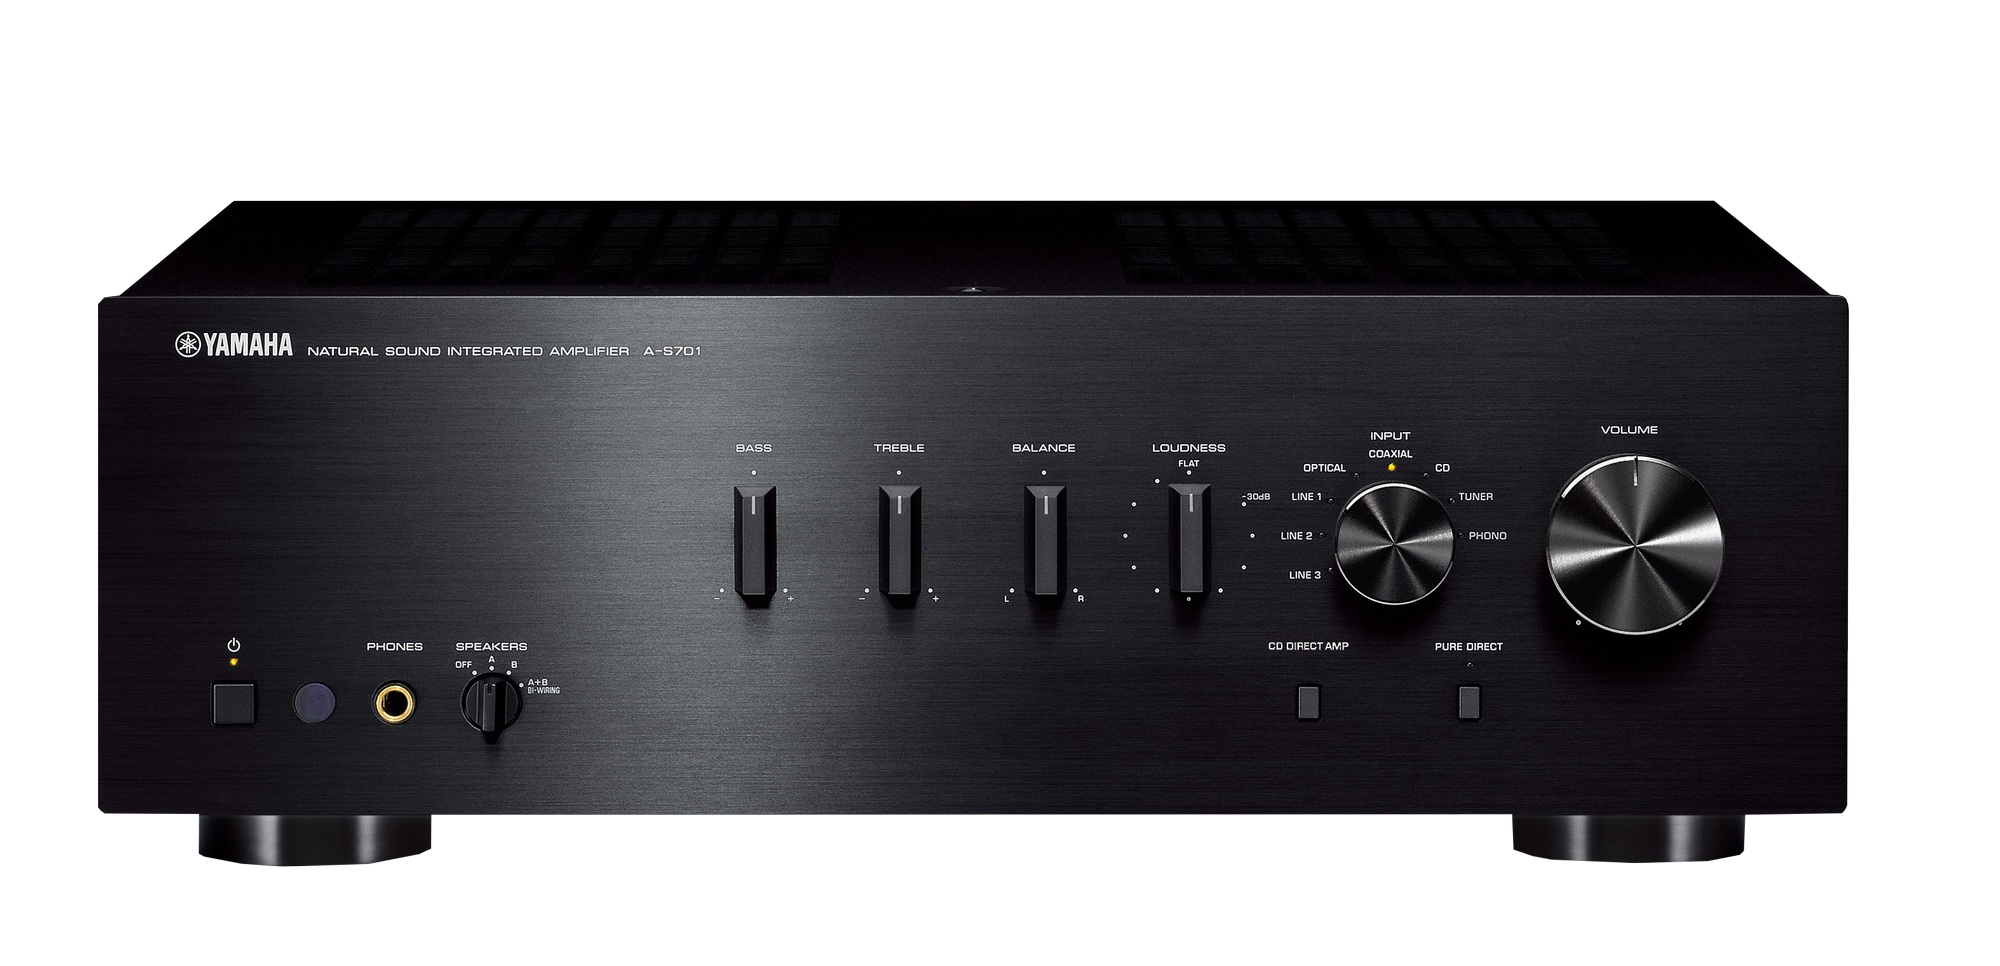 YAMAHA NATURAL SOUND INTEGRATED AMPLIFIER A-S701
VOLUME
INPUT
BASS TREBLE BALANCE LOUDNESS
COAXIAL
FLAT
OPTICAL CD
-30dB LINE 1 TUNER
LINE 2 PHONO
LINE 3
- + - + L R
PHONES SPEAKERS CD DIRECT AMP PURE DIRECT
OFF A B
A+B
BI-WIRING